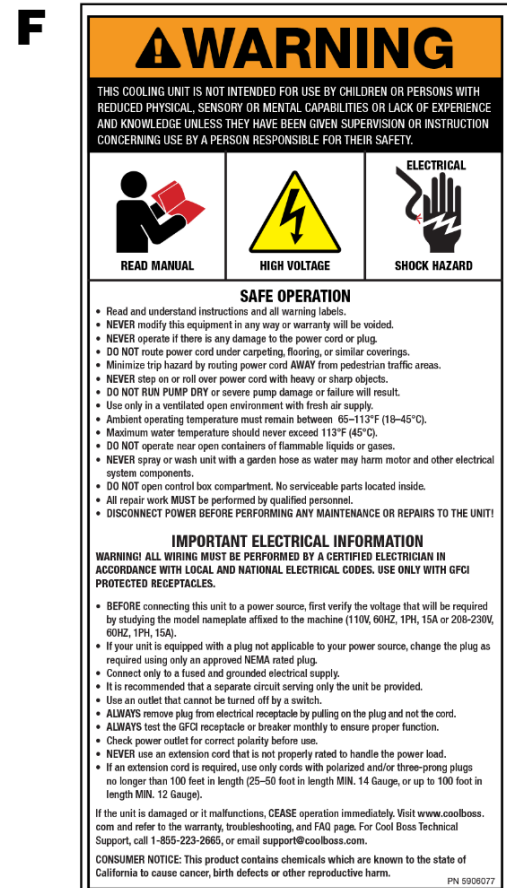 F
WARNING
THIS COOLING UNIT IS NOT INTENDED FOR USE BY CHILDREN OR PERSONS WITH
REDUCED PHYSICAL, SENSORY OR MENTAL CAPABILITIES OR LACK OF EXPERIENCE
AND KNOWLEDGE UNLESS THEY HAVE BEEN GIVEN SUPERVISION OR INSTRUCTION
CONCERNING USE BY A PERSON RESPONSIBLE FOR THEIR SAFETY.
READ MANUAL
HIGH VOLTAGE
ELECTRICAL
SHOCK HAZARD
SAFE OPERATION
• Read and understand instructions and all warning labels.
• NEVER modify this equipment in any way or warranty will be voided.
• NEVER operate if there is any damage to the power cord or plug.
• DO NOT route power cord under carpeting, flooring, or similar coverings.
• Minimize trip hazard by routing power cord AWAY from pedestrian traffic areas.
• NEVER step on or roll over power cord with heavy or sharp objects.
• DO NOT RUN PUMP DRY or severe pump damage or failure will result.
• Use only in a ventilated open environment with fresh air supply.
• Ambient operating temperature must remain between 65–113°F (18–45°C).
• Maximum water temperature should never exceed 113°F (45°C).
• DO NOT operate near open containers of flammable liquids or gases.
• NEVER spray or wash unit with a garden hose as water may harm motor and other electrical
system components.
• DO NOT open control box compartment. No serviceable parts located inside.
• All repair work MUST be performed by qualified personnel.
• DISCONNECT POWER BEFORE PERFORMING ANY MAINTENANCE OR REPAIRS TO THE UNIT!
IMPORTANT ELECTRICAL INFORMATION
WARNING! ALL WIRING MUST BE PERFORMED BY A CERTIFIED ELECTRICIAN IN
ACCORDANCE WITH LOCAL AND NATIONAL ELECTRICAL CODES. USE ONLY WITH GFCI
PROTECTED RECEPTACLES.
• BEFORE connecting this unit to a power source, first verify the voltage that will be required
by studying the model nameplate affixed to the machine (110V, 60HZ, 1PH, 15A or 208-230V,
60HZ, 1PH, 15A).
• If your unit is equipped with a plug not applicable to your power source, change the plug as
required using only an approved NEMA rated plug.
• Connect only to a fused and grounded electrical supply.
• It is recommended that a separate circuit serving only the unit be provided.
• Use an outlet that cannot be turned off by a switch.
• ALWAYS remove plug from electrical receptacle by pulling on the plug and not the cord.
• ALWAYS test the GFCI receptacle or breaker monthly to ensure proper function.
• Check power outlet for correct polarity before use.
• NEVER use an extension cord that is not properly rated to handle the power load.
• If an extension cord is required, use only cords with polarized and/or three-prong plugs
no longer than 100 feet in length (25–50 foot in length MIN. 14 Gauge, or up to 100 foot in
length MIN. 12 Gauge).
If the unit is damaged or it malfunctions, CEASE operation immediately. Visit www.coolboss.
com and refer to the warranty, troubleshooting, and FAQ page. For Cool Boss Technical
Support, call 1-855-223-2665, or email support@coolboss.com.
CONSUMER NOTICE: This product contains chemicals which are known to the state of
California to cause cancer, birth defects or other reproductive harm.
PN 5906077